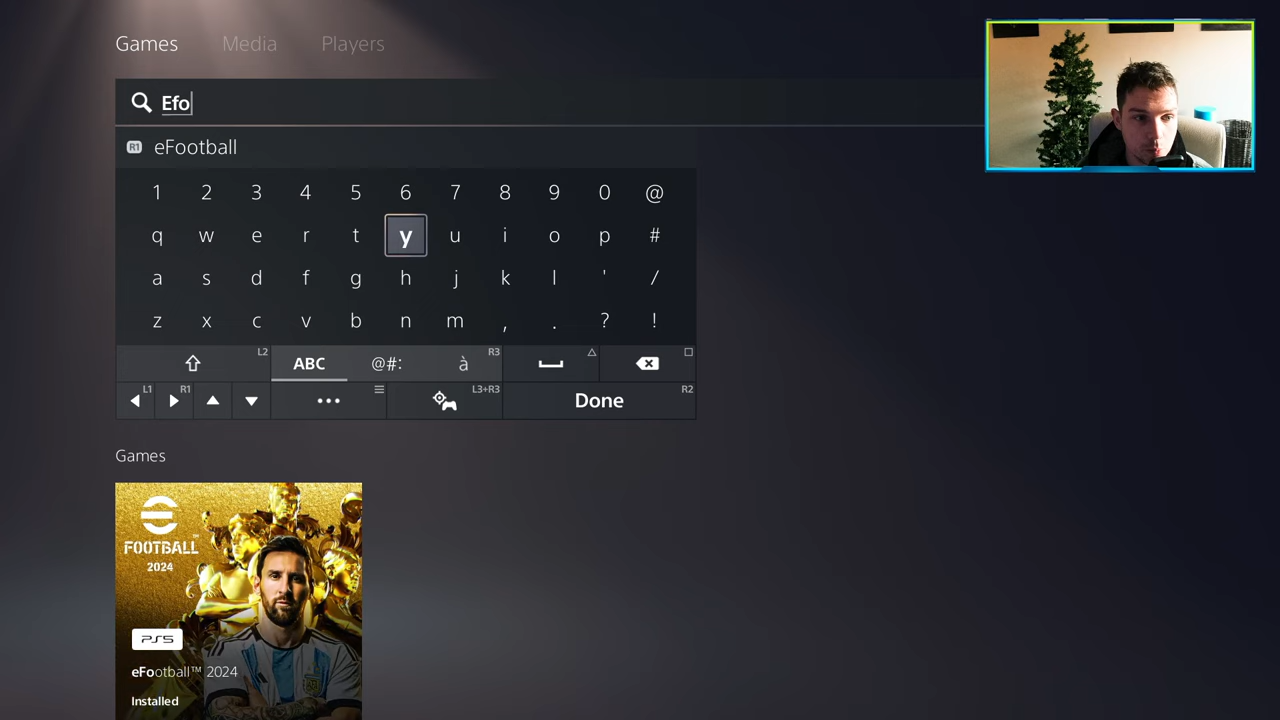 Games Media Players
Efo
R1 eFootball
1 2 3 4 5 6 7 8 9 0 @
q w e r t y u i o p #
a s d f g h j k l ' /
z x c v b n m , . ? !
L2 ABC @#: à R3
L1 R1 ••• L3+R3 Done R2
Games
FOOTBALL™
2024
PS5
eFootball™ 2024
Installed